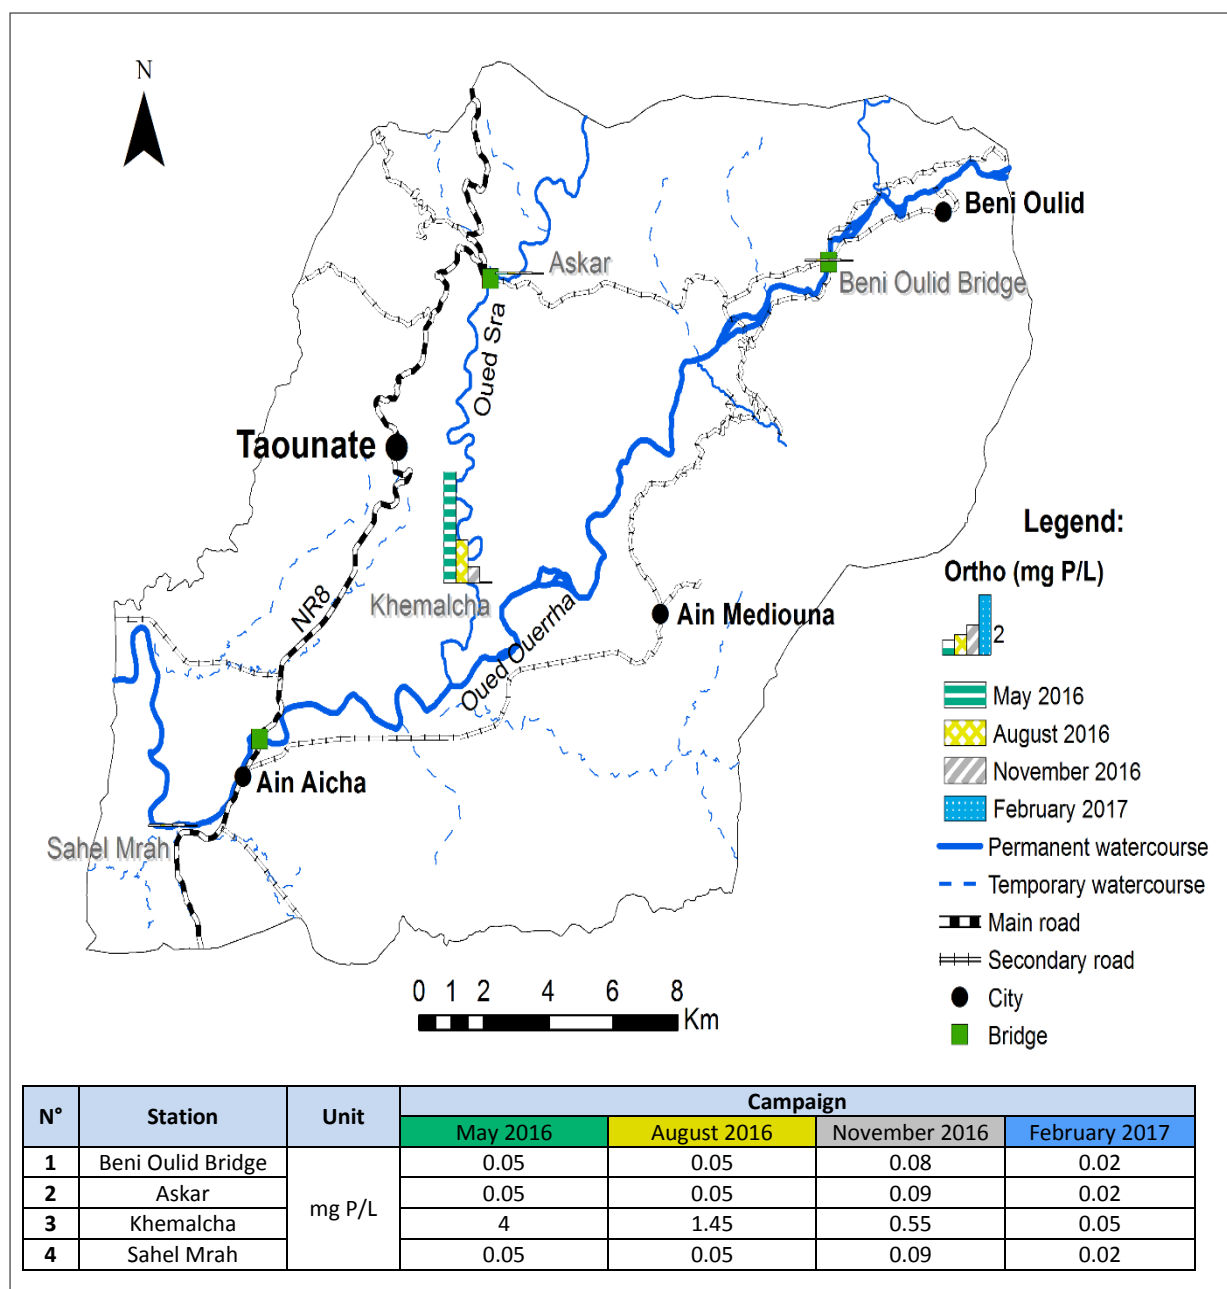 N
Beni Oulid
Askar
Beni Oulid Bridge
Oued Sra
Taounate
Legend:
Ortho (mg P/L)
2
Khemalcha
NR8
Ain Mediouna
Oued Ouerrha
May 2016
August 2016
November 2016
February 2017
Ain Aicha
Sahel Mrah
Permanent watercourse
Temporary watercourse
Main road
Secondary road
City
Bridge
0 1 2 4 6 8
Km
N° Station Unit Campaign
May 2016 August 2016 November 2016 February 2017
1 Beni Oulid Bridge mg P/L 0.05 0.05 0.08 0.02
2 Askar 0.05 0.05 0.09 0.02
3 Khemalcha 4 1.45 0.55 0.05
4 Sahel Mrah 0.05 0.05 0.09 0.02